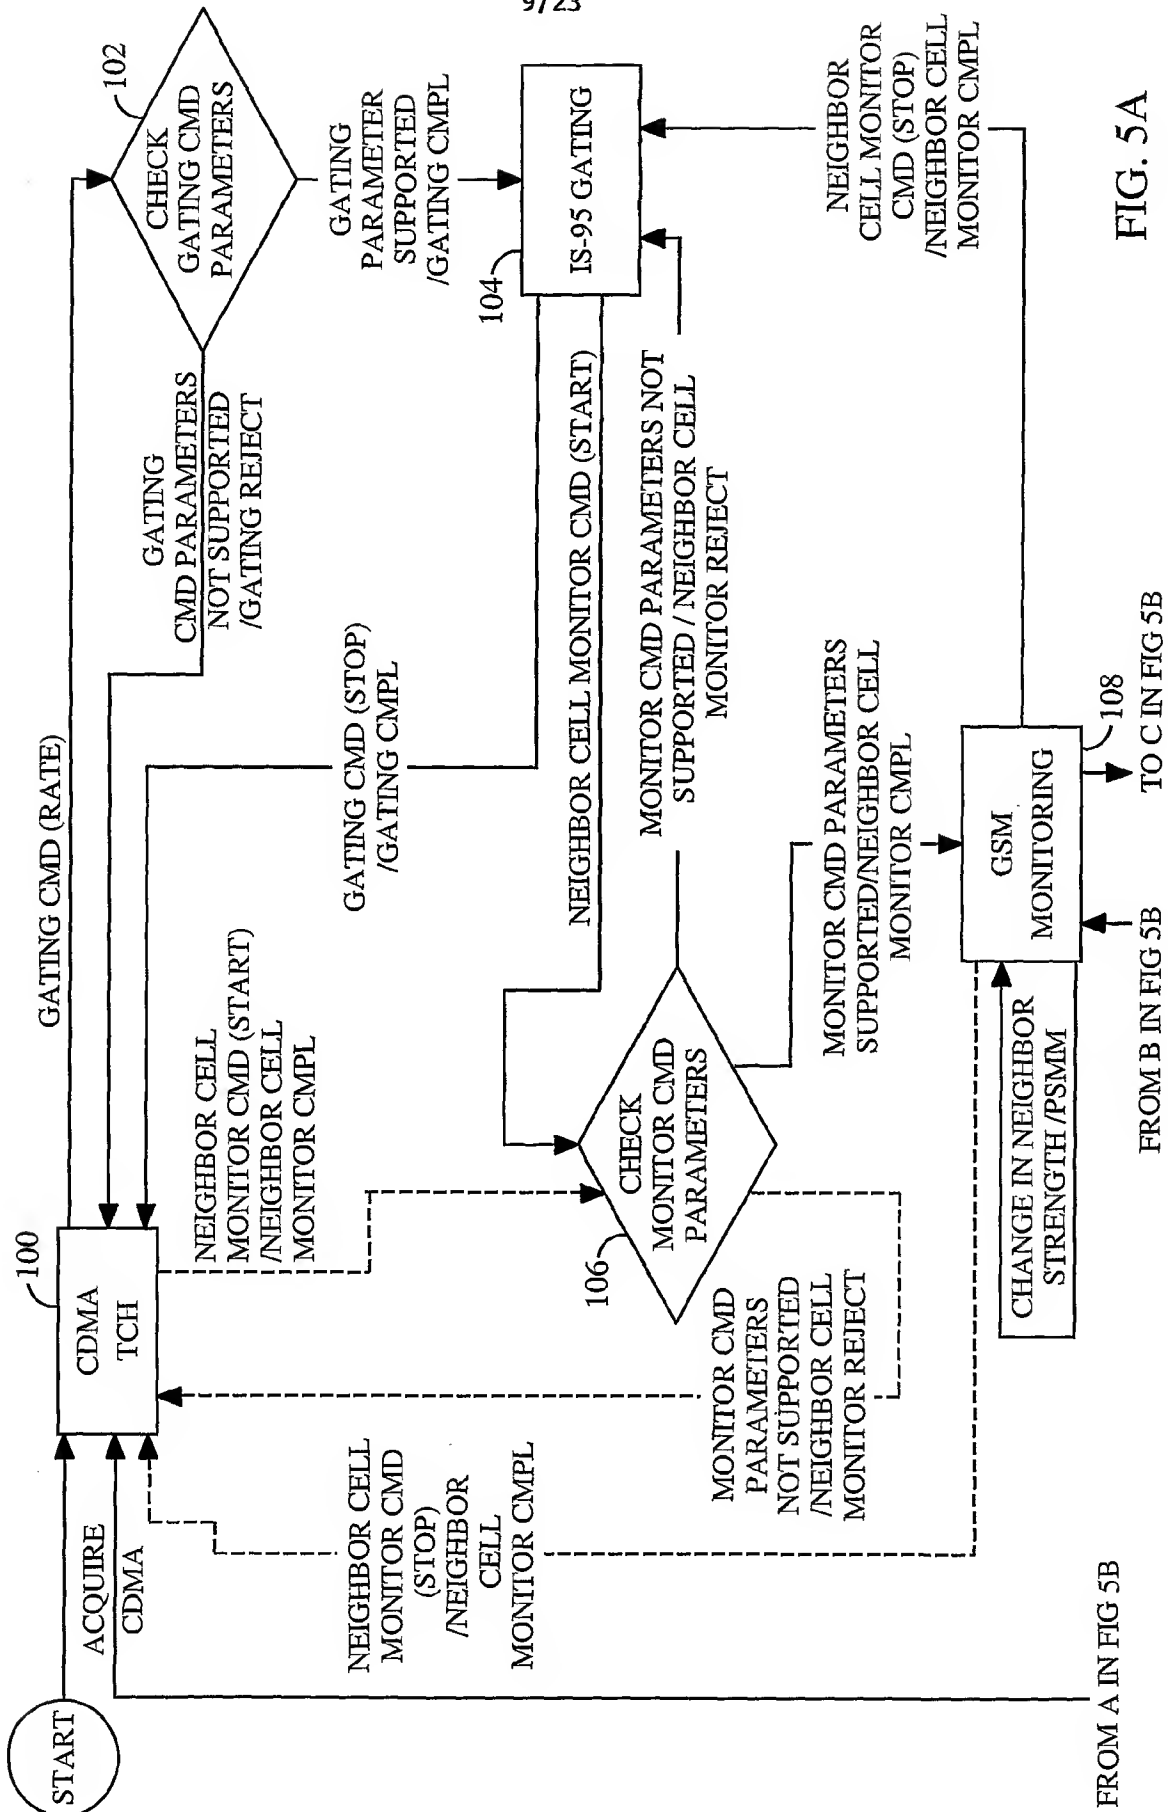 9/23
START
ACQUIRE
CDMA
FROM A IN FIG 5B
100
CDMA
TCH
GATING CMD (RATE)
102
CHECK
GATING CMD
PARAMETERS
GATING
CMD PARAMETERS
NOT SUPPORTED
/GATING REJECT
GATING
PARAMETER
SUPPORTED
/GATING CMPL
104
IS-95 GATING
GATING CMD (STOP)
/GATING CMPL
NEIGHBOR CELL MONITOR CMD (START)
NEIGHBOR CELL
MONITOR CMD (START)
/NEIGHBOR CELL
MONITOR CMPL
106
CHECK
MONITOR CMD
PARAMETERS
MONITOR CMD PARAMETERS NOT
SUPPORTED / NEIGHBOR CELL
MONITOR REJECT
MONITOR CMD PARAMETERS
SUPPORTED/NEIGHBOR CELL
MONITOR CMPL
MONITOR CMD
PARAMETERS
NOT SUPPORTED
/NEIGHBOR CELL
MONITOR REJECT
NEIGHBOR CELL
MONITOR CMD
(STOP)
/NEIGHBOR
CELL
MONITOR CMPL
GSM
MONITORING
108
CHANGE IN NEIGHBOR
STRENGTH /PSMM
NEIGHBOR
CELL MONITOR
CMD (STOP)
/NEIGHBOR CELL
MONITOR CMPL
FROM B IN FIG 5B
TO C IN FIG 5B
FIG. 5A